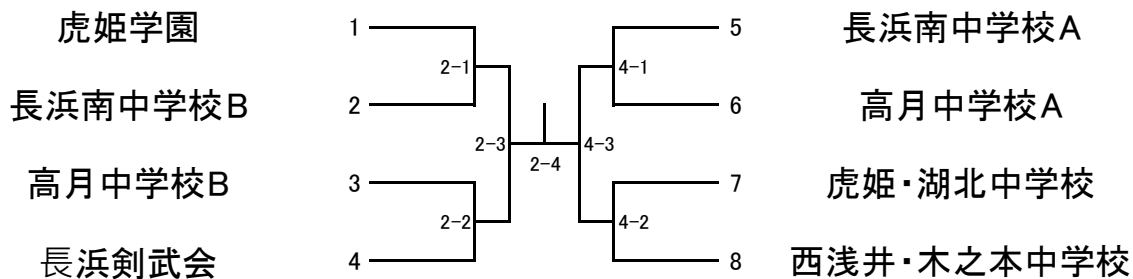 虎姫学園 1 5 長浜南中学校A
2-1 4-1
長浜南中学校B 2 6 高月中学校A
2-3 4-3
2-4
高月中学校B 3 7 虎姫・湖北中学校
2-2 4-2
長浜剣武会 4 8 西浅井・木之本中学校